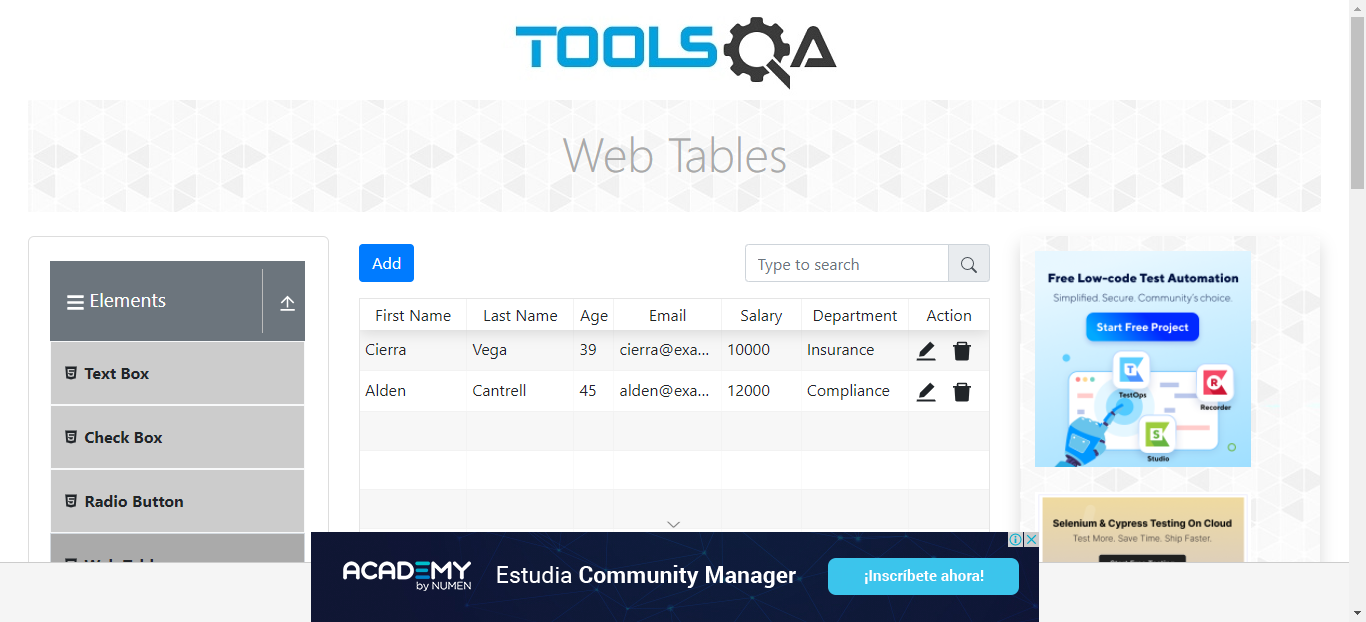 TOOLSQA
Web Tables
Elements
Text Box
Check Box
Radio Button
Add
Type to search
First Name Last Name Age Email Salary Department Action
Cierra Vega 39 cierra@exa... 10000 Insurance
Alden Cantrell 45 alden@exa... 12000 Compliance
Free Low-code Test Automation
Simplified. Secure. Community's choice.
Start Free Project
TestOps
Recorder
Studio
Selenium & Cypress Testing On Cloud
Test More. Save Time. Ship Faster.
ACADEMY
by NUMEN
Estudia Community Manager
¡Inscríbete ahora!